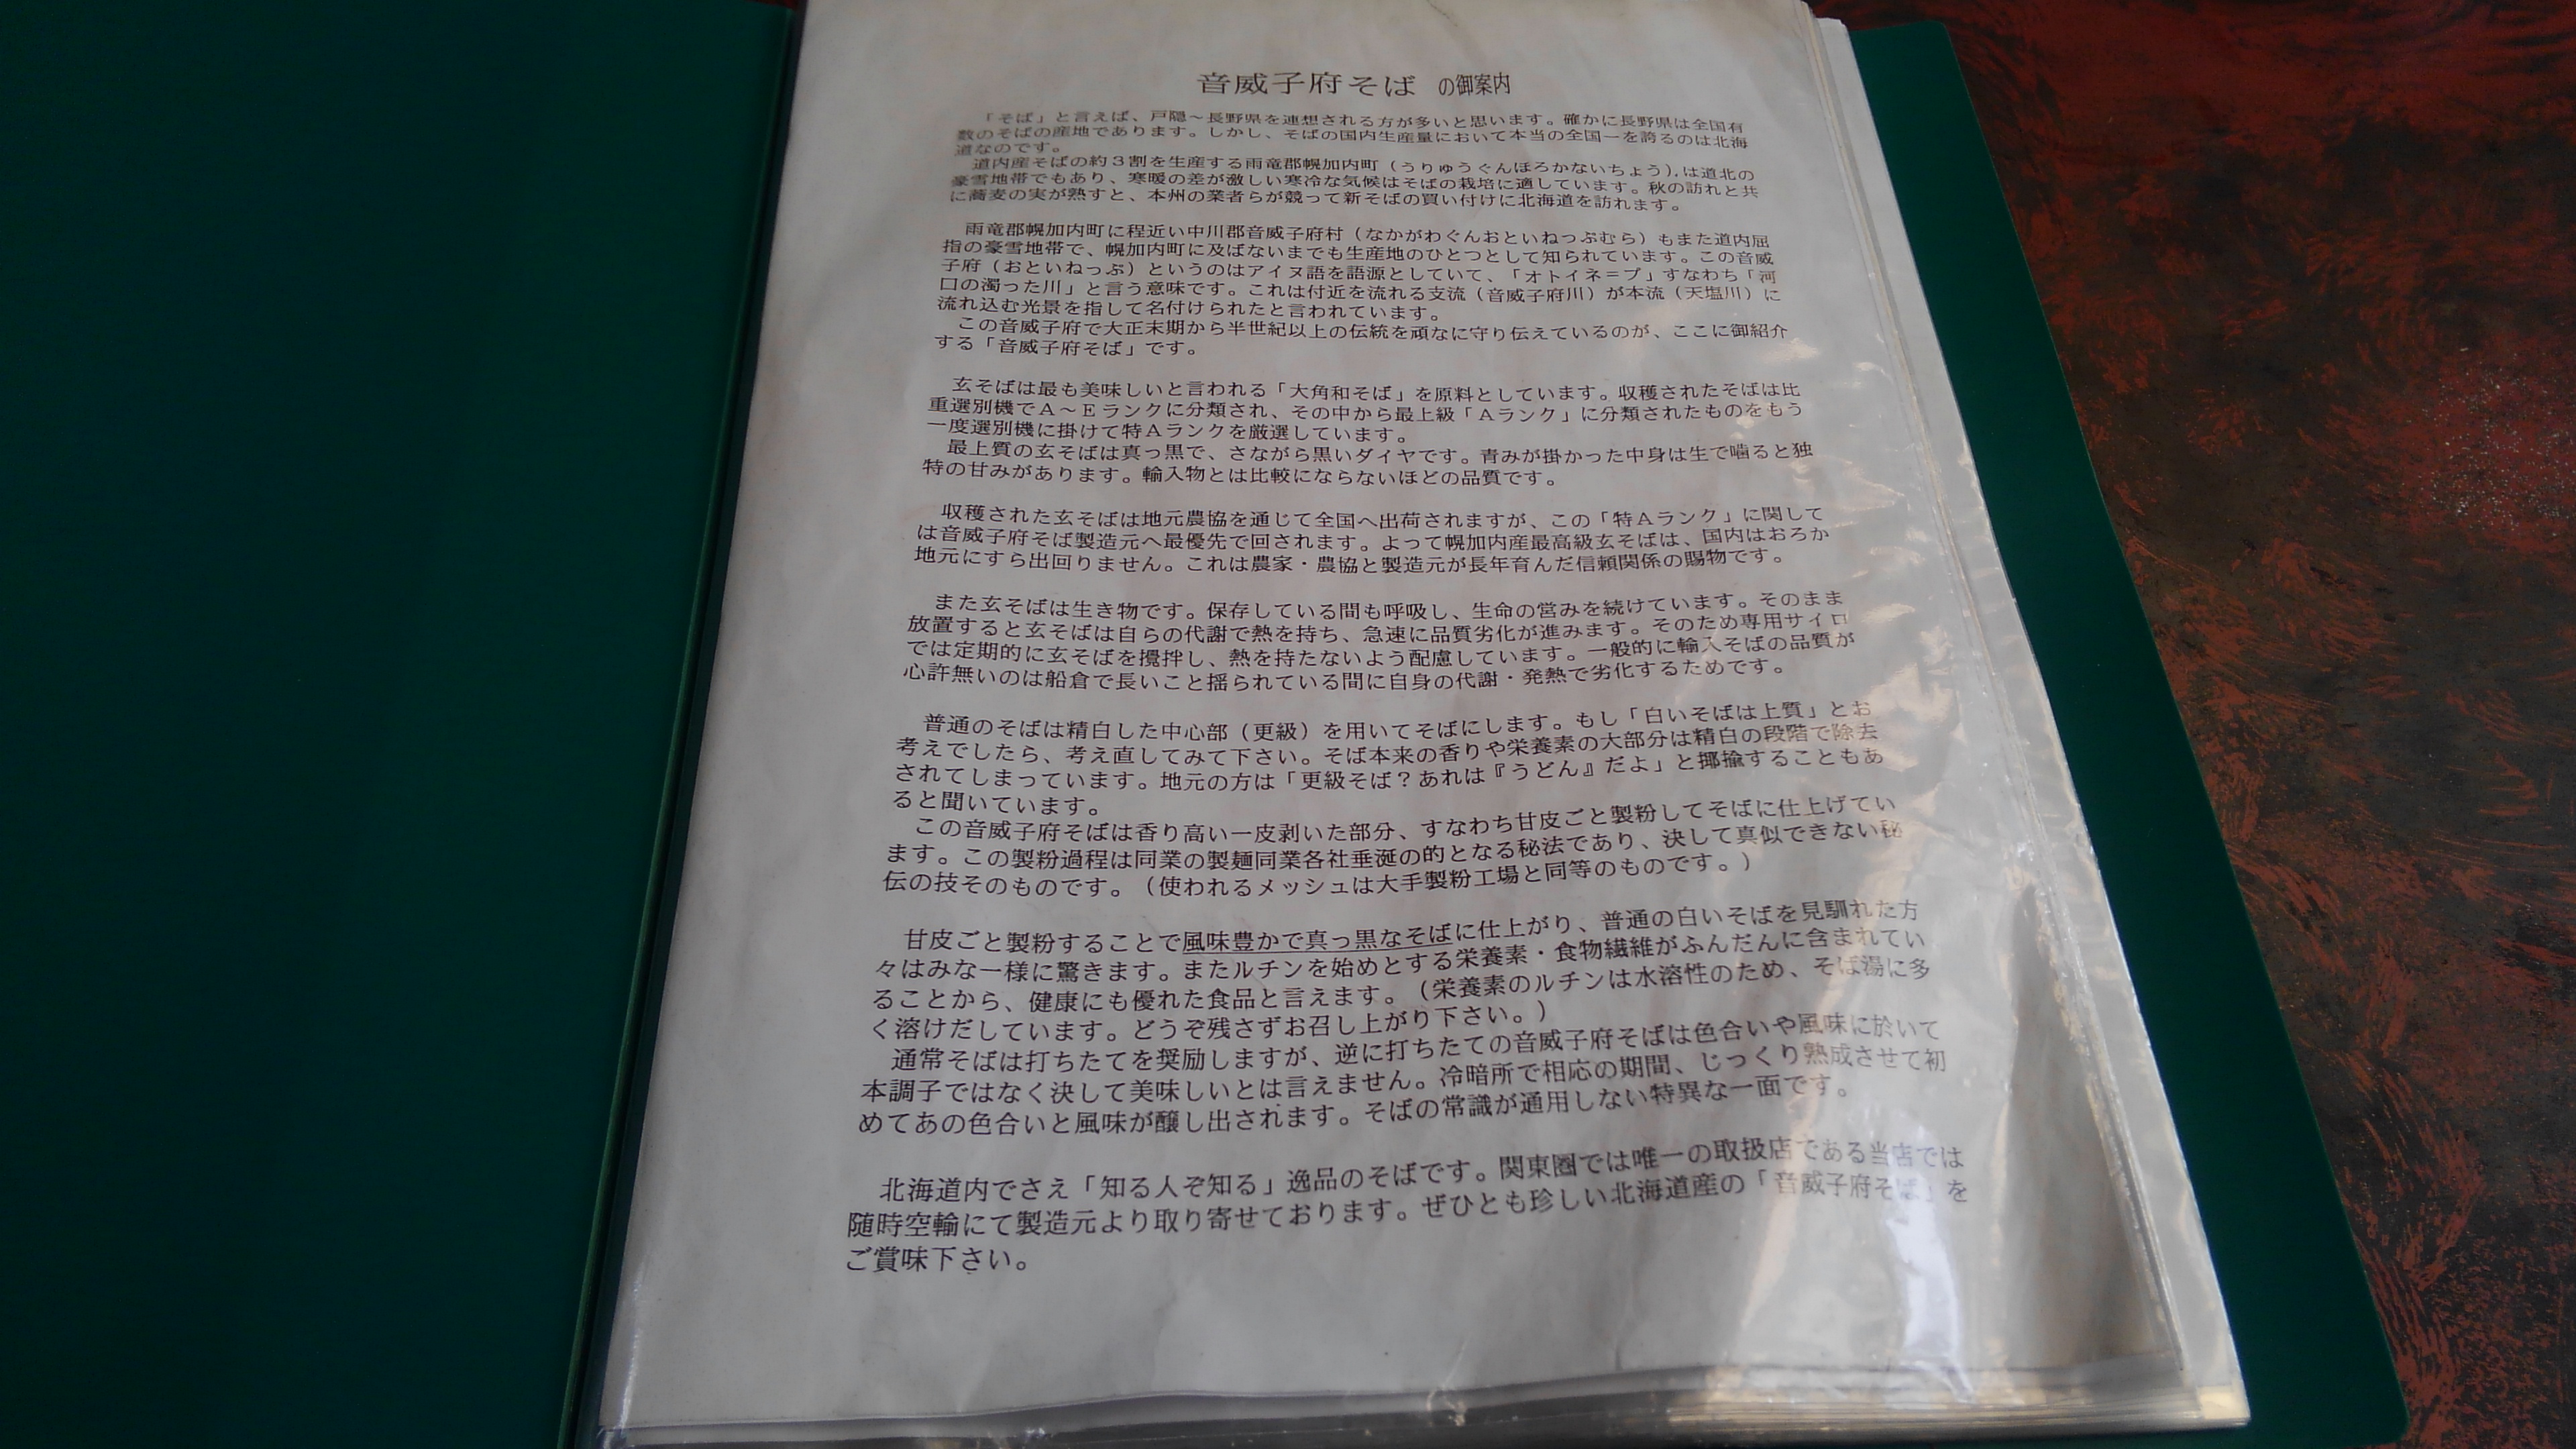 音威子府そば の御案内
「そば」と言えば、戸隠~長野県を連想される方が多いと思います。確かに長野県は全国有
数のそばの産地であります。しかし、そばの国内生産量において本当の全国一を誇るのは北海
道なのです。
道内産そばの約3割を生産する雨竜郡幌加内町(うりゅうぐんほろかないちょう),は道北の
豪雪地帯でもあり、寒暖の差が激しい寒冷な気候はそばの栽培に適しています。秋の訪れと共
に蕎麦の実が熟すと、本州の業者らが競って新そばの買い付けに北海道を訪れます。
雨竜郡幌加内町に程近い中川郡音威子府村(なかがわぐんおといねっぷむら)もまた道内屈
指の豪雪地帯で、幌加内町に及ばないまでも生産地のひとつとして知られています。この音威
子府(おといねっぷ)というのはアイヌ語を語源としていて、「オトイネ=プ」すなわち「河
口の濁った川」と言う意味です。これは付近を流れる支流(音威子府川)が本流(天塩川)に
流れ込む光景を指して名付けられたと言われています。
この音威子府で大正末期から半世紀以上の伝統を頑なに守り伝えているのが、ここに御紹介
する「音威子府そば」です。
玄そばは最も美味しいと言われる「大角和そば」を原料としています。収穫されたそばは比
重選別機でA~Eランクに分類され、その中から最上級「Aランク」に分類されたものをもう
一度選別機に掛けて特Aランクを厳選しています。
最上質の玄そばは真っ黒で、さながら黒いダイヤです。青みが掛かった中身は生で噛ると独
特の甘みがあります。輸入物とは比較にならないほどの品質です。
収穫された玄そばは地元農協を通じて全国へ出荷されますが、この「特Aランク」に関して
は音威子府そば製造元へ最優先で回されます。よって幌加内産最高級玄そばは、国内はおろか
地元にすら出回りません。これは農家・農協と製造元が長年育んだ信頼関係の賜物です。
また玄そばは生き物です。保存している間も呼吸し、生命の営みを続けています。そのまま
放置すると玄そばは自らの代謝で熱を持ち、急速に品質劣化が進みます。そのため専用サイロ
では定期的に玄そばを攪拌し、熱を持たないよう配慮しています。一般的に輸入そばの品質が
心許無いのは船倉で長いこと揺られている間に自身の代謝・発熱で劣化するためです。
普通のそばは精白した中心部(更級)を用いてそばにします。もし「白いそばは上質」とお
考えでしたら、考え直してみて下さい。そば本来の香りや栄養素の大部分は精白の段階で除去
されてしまっています。地元の方は「更級そば?あれは『うどん』だよ」と揶揄することもあ
ると聞いています。
この音威子府そばは香り高い一皮剥いた部分、すなわち甘皮ごと製粉してそばに仕上げてい
ます。この製粉過程は同業の製麺同業各社垂涎の的となる秘法であり、決して真似できない秘
伝の技そのものです。(使われるメッシュは大手製粉工場と同等のものです。)
甘皮ごと製粉することで風味豊かで真っ黒なそばに仕上がり、普通の白いそばを見馴れた方
々はみな一様に驚きます。またルチンを始めとする栄養素・食物繊維がふんだんに含まれてい
ることから、健康にも優れた食品と言えます。(栄養素のルチンは水溶性のため、そば湯に多
く溶けだしています。どうぞ残さずお召し上がり下さい。)
通常そばは打ちたてを奨励しますが、逆に打ちたての音威子府そばは色合いや風味に於いて
本調子ではなく決して美味しいとは言えません。冷暗所で相応の期間、じっくり熟成させて初
めてあの色合いと風味が醸し出されます。そばの常識が通用しない特異な一面です。
北海道内でさえ「知る人ぞ知る」逸品のそばです。関東圏では唯一の取扱店である当店では
随時空輸にて製造元より取り寄せております。ぜひとも珍しい北海道産の「音威子府そば」を
ご賞味下さい。